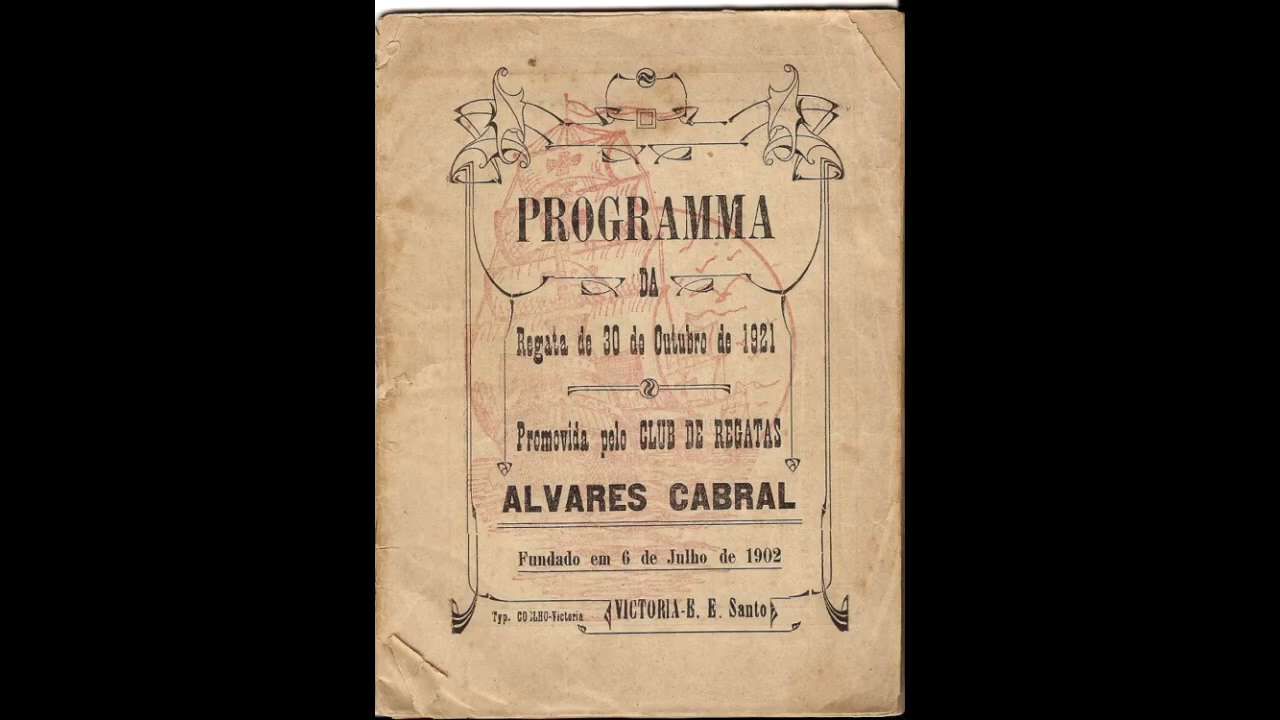 PROGRAMMA
DA
Regata de 30 de Outubro de 1921
Promovida pelo CLUB DE REGATAS
ALVARES CABRAL
Fundado em 6 de Julho de 1902
Typ. COELHO-Victoria
VICTORIA-E. E. Santo